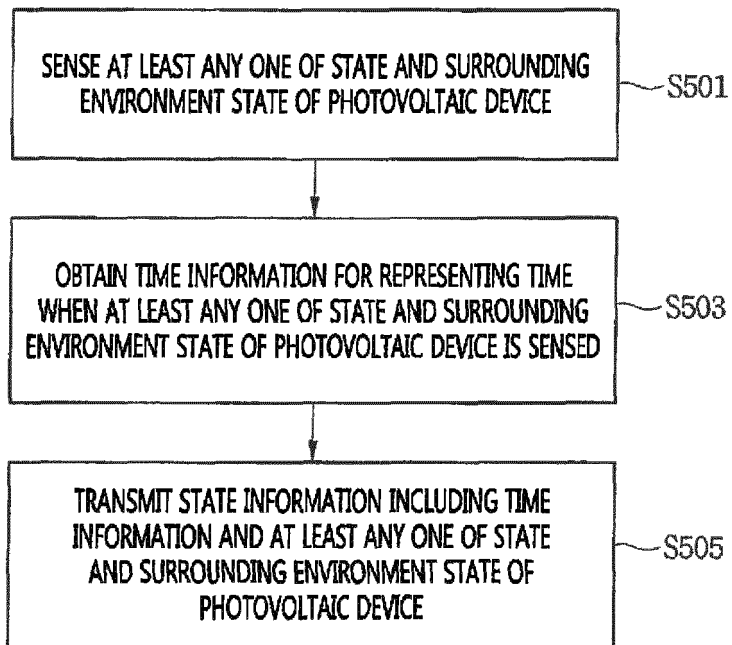 SENSE AT LEAST ANY ONE OF STATE AND SURROUNDING
ENVIRONMENT STATE OF PHOTOVOLTAIC DEVICE
S501
OBTAIN TIME INFORMATION FOR REPRESENTING TIME
WHEN AT LEAST ANY ONE OF STATE AND SURROUNDING
ENVIRONMENT STATE OF PHOTOVOLTAIC DEVICE IS SENSED
S503
TRANSMIT STATE INFORMATION INCLUDING TIME
INFORMATION AND AT LEAST ANY ONE OF STATE
AND SURROUNDING ENVIRONMENT STATE OF
PHOTOVOLTAIC DEVICE
S505